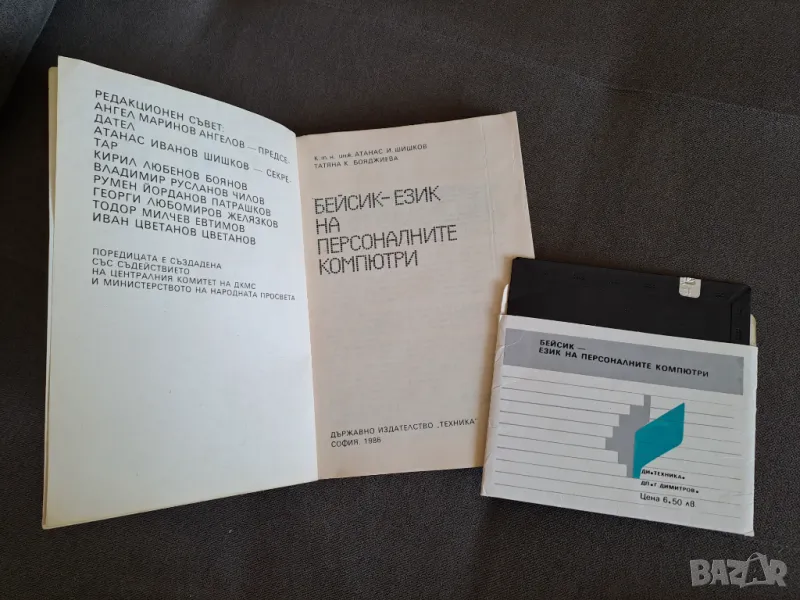 РЕДАКЦИОНЕН СЪВЕТ:
АНГЕЛ МАРИНОВ АНГЕЛОВ — ПРЕДСЕ-
ДАТЕЛ
АТАНАС ИВАНОВ ШИШКОВ — СЕКРЕ-
ТАР
КИРИЛ ЛЮБЕНОВ БОЯНОВ
ВЛАДИМИР РУСЛАНОВ ЧИЛОВ
РУМЕН ЙОРДАНОВ ПАТРАШКОВ
ГЕОРГИ ЛЮБОМИРОВ ЖЕЛЯЗКОВ
ТОДОР МИЛЧЕВ ЕВТИМОВ
ИВАН ЦВЕТАНОВ ЦВЕТАНОВ
ПОРЕДИЦАТА Е СЪЗДАДЕНА
СЪС СЪДЕЙСТВИЕТО
НА ЦЕНТРАЛНИЯ КОМИТЕТ НА ДКМС
И МИНИСТЕРСТВОТО НА НАРОДНАТА ПРОСВЕТА
К. т. н. инж. АТАНАС И. ШИШКОВ
ТАТЯНА К. БОЯДЖИЕВА
БЕЙСИК-ЕЗИК
НА
ПЕРСОНАЛНИТЕ
КОМПЮТРИ
ДЪРЖАВНО ИЗДАТЕЛСТВО „ТЕХНИКА"
СОФИЯ, 1986
БЕЙСИК —
ЕЗИК НА ПЕРСОНАЛНИТЕ КОМПЮТРИ
ДИ„ТЕХНИКА"
ДП„Г. ДИМИТРОВ"
Цена 6,50 лв.
BAZAR